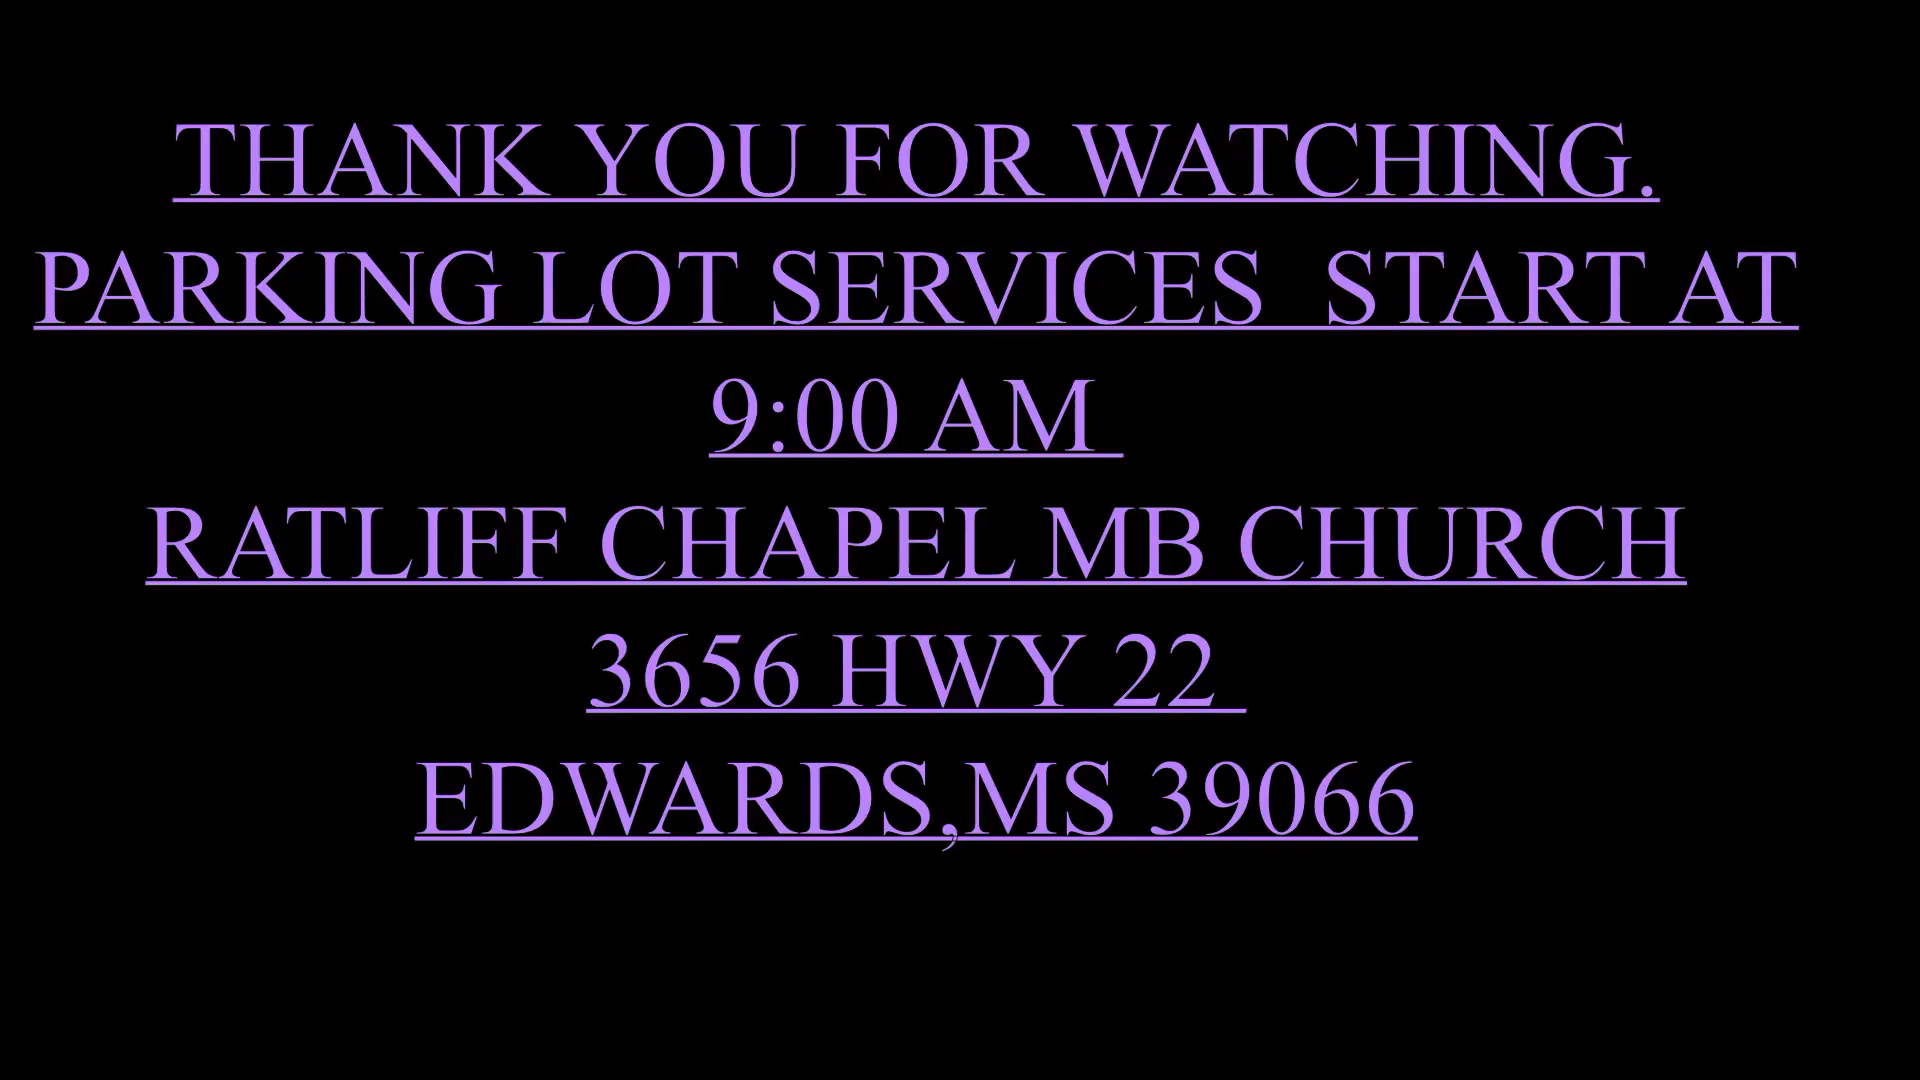 THANK YOU FOR WATCHING.
PARKING LOT SERVICES  START AT
9:00 AM
RATLIFF CHAPEL MB CHURCH
3656 HWY 22
EDWARDS,MS 39066